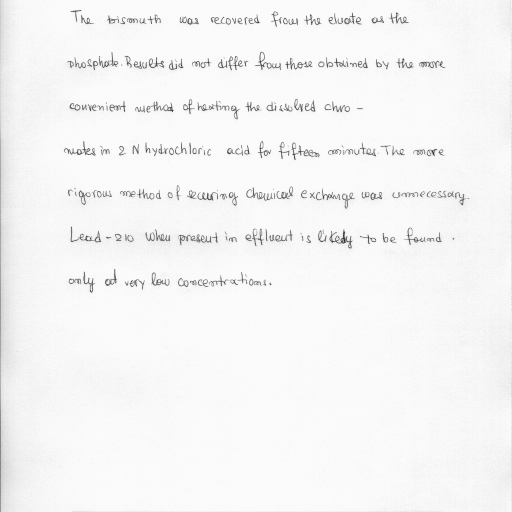 The bismuth was recovered from the eluate as the
phosphate. Results did not differ from those obtained by the more
convenient method of heating the dissolved chro-
mates in 2 N hydrochloric acid for fifteen minutes. The more
rigorous method of securing chemical exchange was unnecessary.
Lead-210 when present in effluent is likely to be found.
only at very low concentrations.